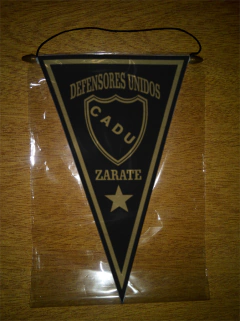 DEFENSORES UNIDOS
CADU
ZARATE